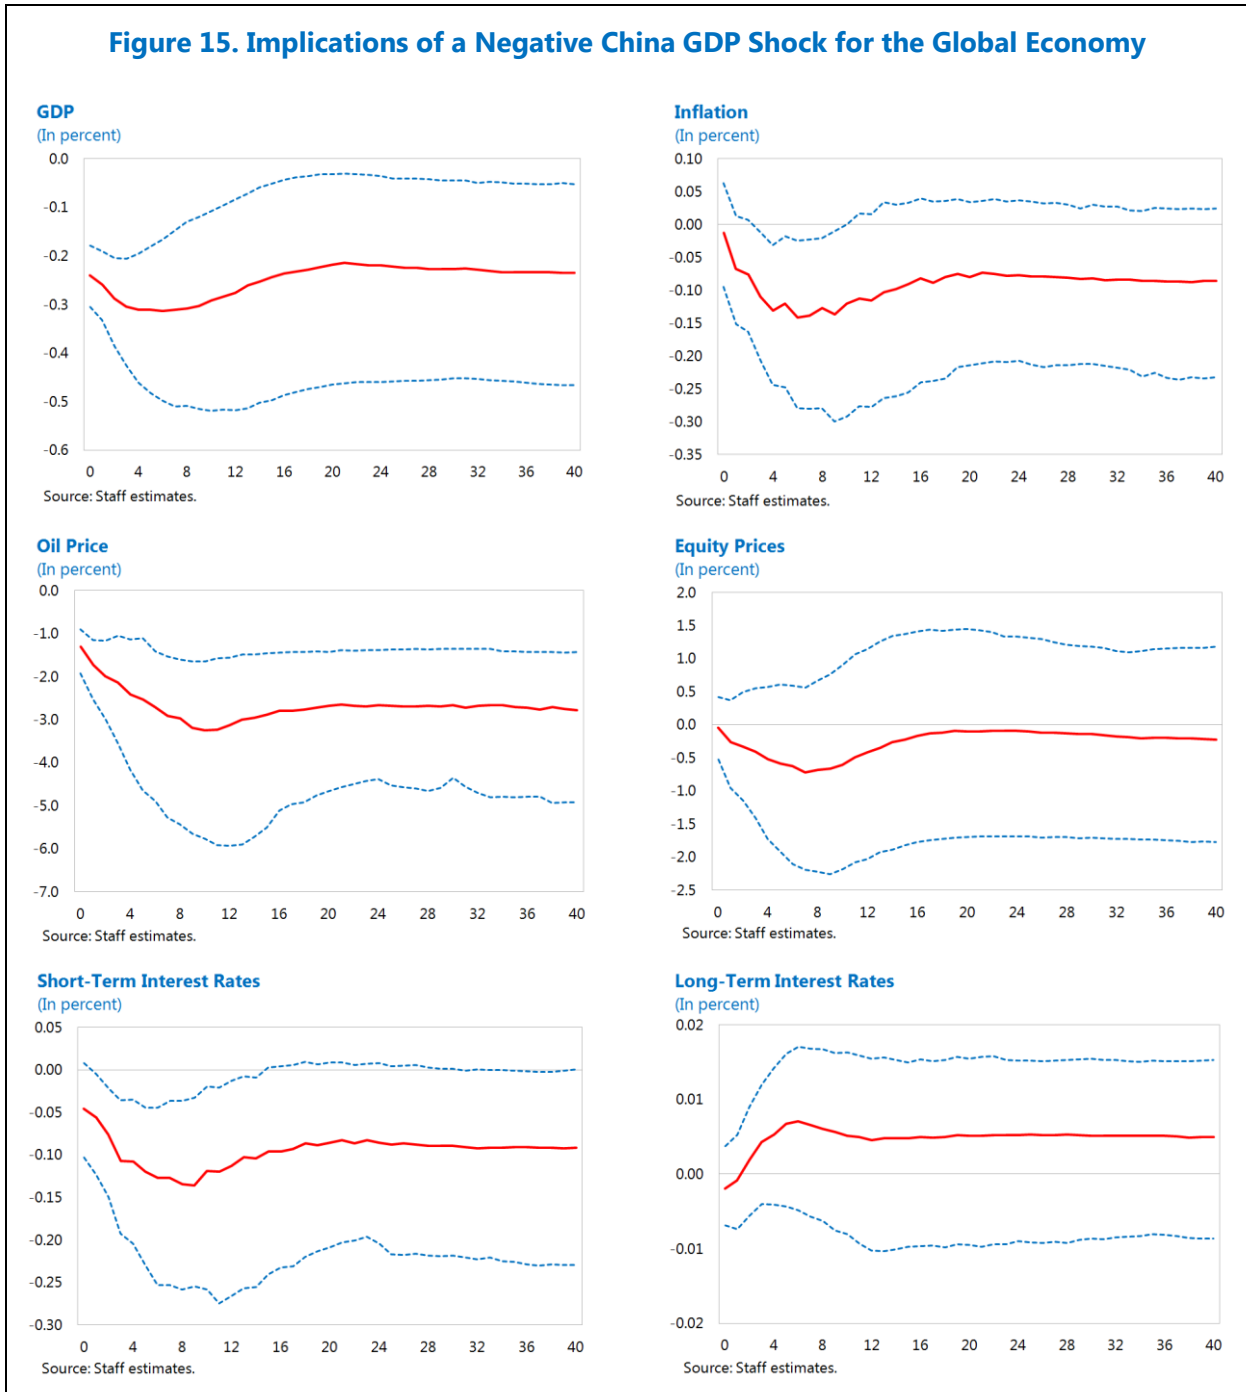 Figure 15. Implications of a Negative China GDP Shock for the Global Economy
GDP
(In percent)
0.0
-0.1
-0.2
-0.3
-0.4
-0.5
-0.6
0 4 8 12 16 20 24 28 32 36 40
Source: Staff estimates.
Inflation
(In percent)
0.10
0.05
0.00
-0.05
-0.10
-0.15
-0.20
-0.25
-0.30
-0.35
0 4 8 12 16 20 24 28 32 36 40
Source: Staff estimates.
Oil Price
(In percent)
0.0
-1.0
-2.0
-3.0
-4.0
-5.0
-6.0
-7.0
0 4 8 12 16 20 24 28 32 36 40
Source: Staff estimates.
Equity Prices
(In percent)
2.0
1.5
1.0
0.5
0.0
-0.5
-1.0
-1.5
-2.0
-2.5
0 4 8 12 16 20 24 28 32 36 40
Source: Staff estimates.
Short-Term Interest Rates
(In percent)
0.05
0.00
-0.05
-0.10
-0.15
-0.20
-0.25
-0.30
0 4 8 12 16 20 24 28 32 36 40
Source: Staff estimates.
Long-Term Interest Rates
(In percent)
0.02
0.01
0.00
-0.01
-0.02
0 4 8 12 16 20 24 28 32 36 40
Source: Staff estimates.